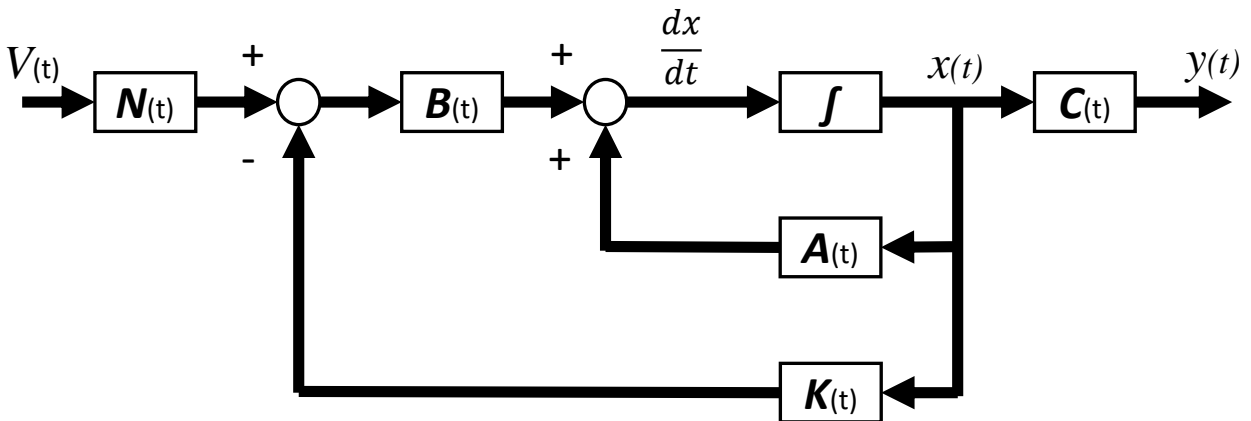 V(t)
N(t)
+
-
B(t)
+
+
dx
dt
∫
x(t)
C(t)
y(t)
A(t)
K(t)